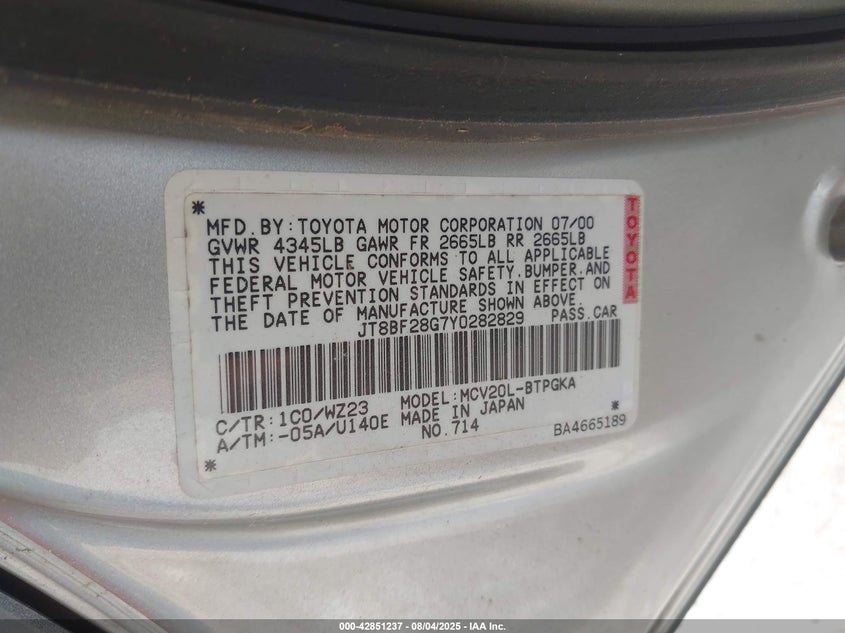 *
MFD.BY:TOYOTA MOTOR CORPORATION 07/00
GVWR 4345LB GAWR FR 2665LB RR 2665LB
THIS VEHICLE CONFORMS TO ALL APPLICABLE
FEDERAL MOTOR VEHICLE SAFETY.BUMPER.AND
THEFT PREVENTION STANDARDS IN EFFECT ON
THE DATE OF MANUFACTURE SHOWN ABOVE.
JT8BF28G7Y0282829 PASS.CAR
TOYOTA
C/TR:1C0/WZ23 MODEL:MCV20L-BTPGKA
A/TM:-05A/U140E MADE IN JAPAN *
NO.714 BA4665189
*
000-42851237 - 08/04/2025 - IAA Inc.